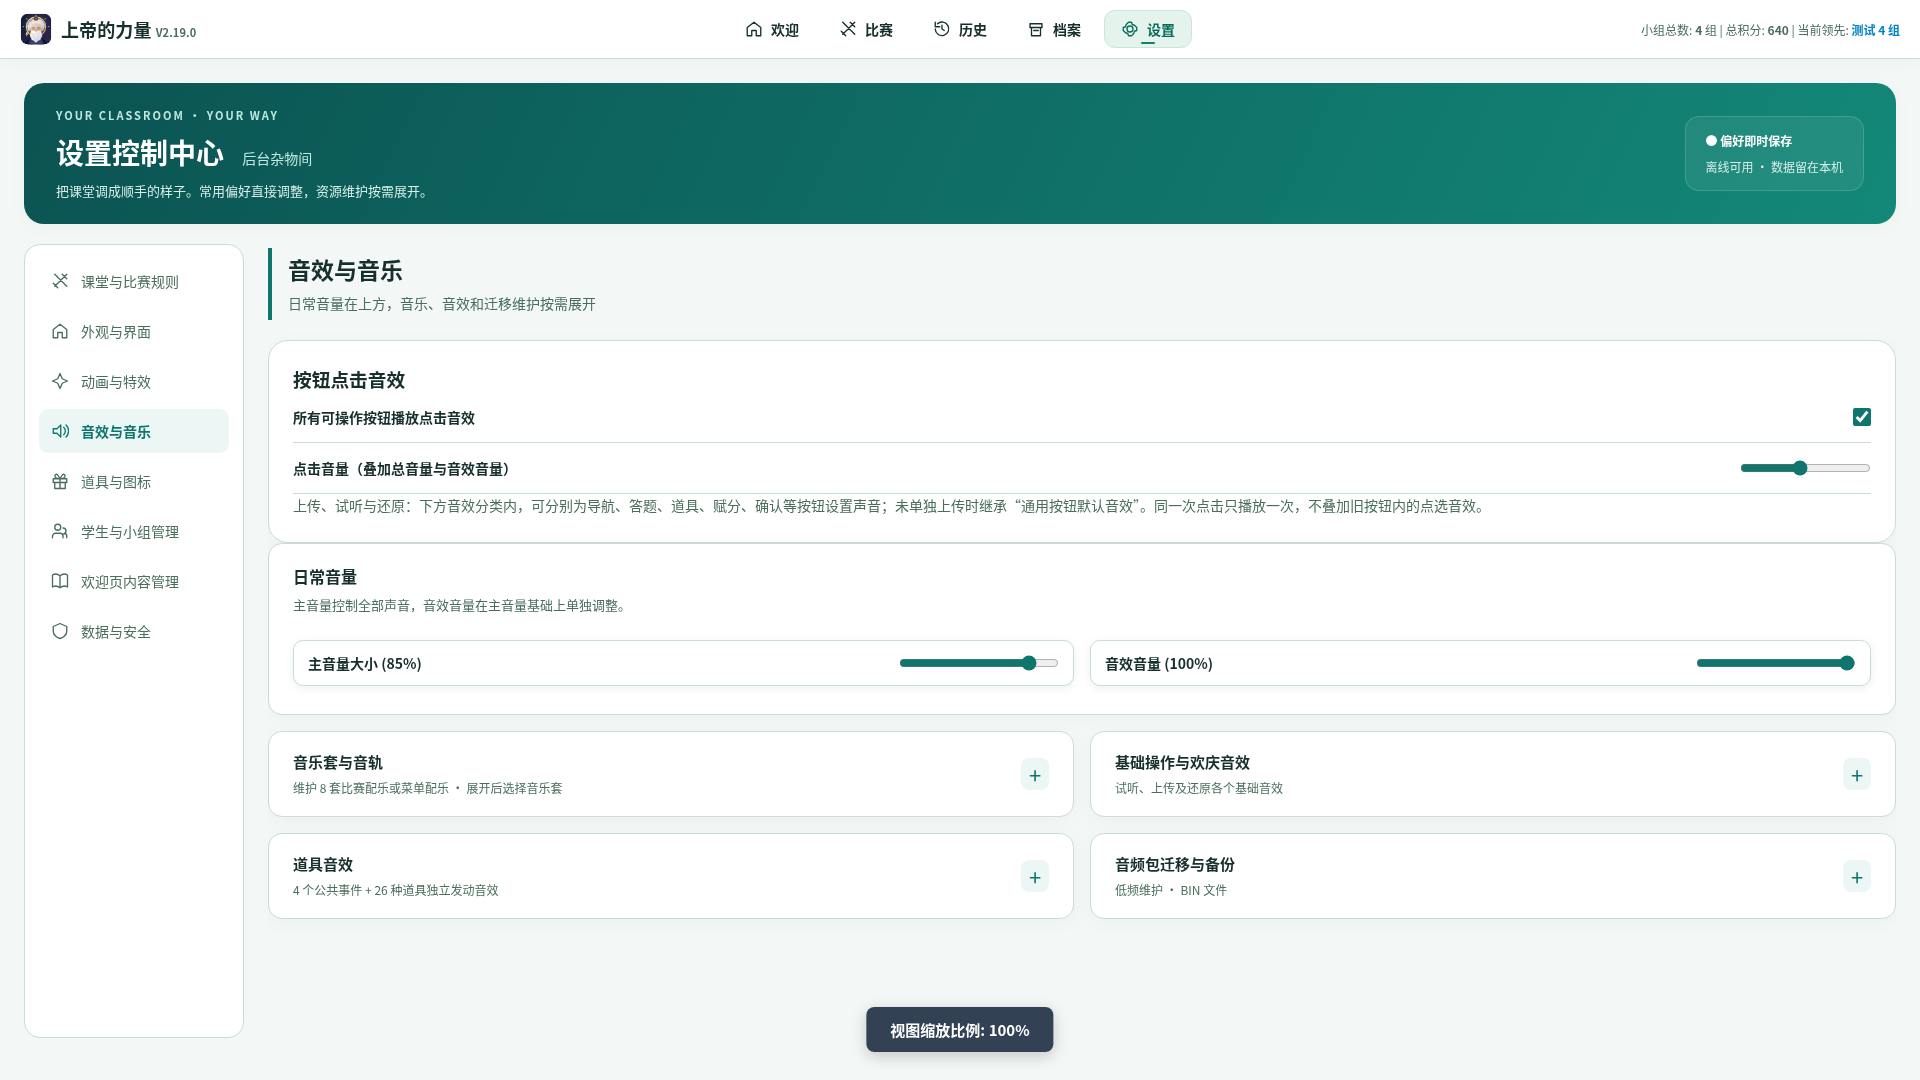 上帝的力量 V2.19.0
欢迎
比赛
历史
档案
设置
小组总数: 4 组 | 总积分: 640 | 当前领先: 测试 4 组
YOUR CLASSROOM · YOUR WAY
设置控制中心 后台杂物间
把课堂调成顺手的样子。常用偏好直接调整，资源维护按需展开。
偏好即时保存
离线可用 · 数据留在本机
课堂与比赛规则
外观与界面
动画与特效
音效与音乐
道具与图标
学生与小组管理
欢迎页内容管理
数据与安全
音效与音乐
日常音量在上方，音乐、音效和迁移维护按需展开
按钮点击音效
所有可操作按钮播放点击音效
点击音量（叠加总音量与音效音量）
上传、试听与还原：下方音效分类内，可分别为导航、答题、道具、赋分、确认等按钮设置声音；未单独上传时继承“通用按钮默认音效”。同一次点击只播放一次，不叠加旧按钮内的点选音效。
日常音量
主音量控制全部声音，音效音量在主音量基础上单独调整。
主音量大小 (85%)
音效音量 (100%)
音乐套与音轨
维护 8 套比赛配乐或菜单配乐 · 展开后选择音乐套
+
基础操作与欢庆音效
试听、上传及还原各个基础音效
+
道具音效
4 个公共事件 + 26 种道具独立发动音效
+
音频包迁移与备份
低频维护 · BIN 文件
+
视图缩放比例: 100%